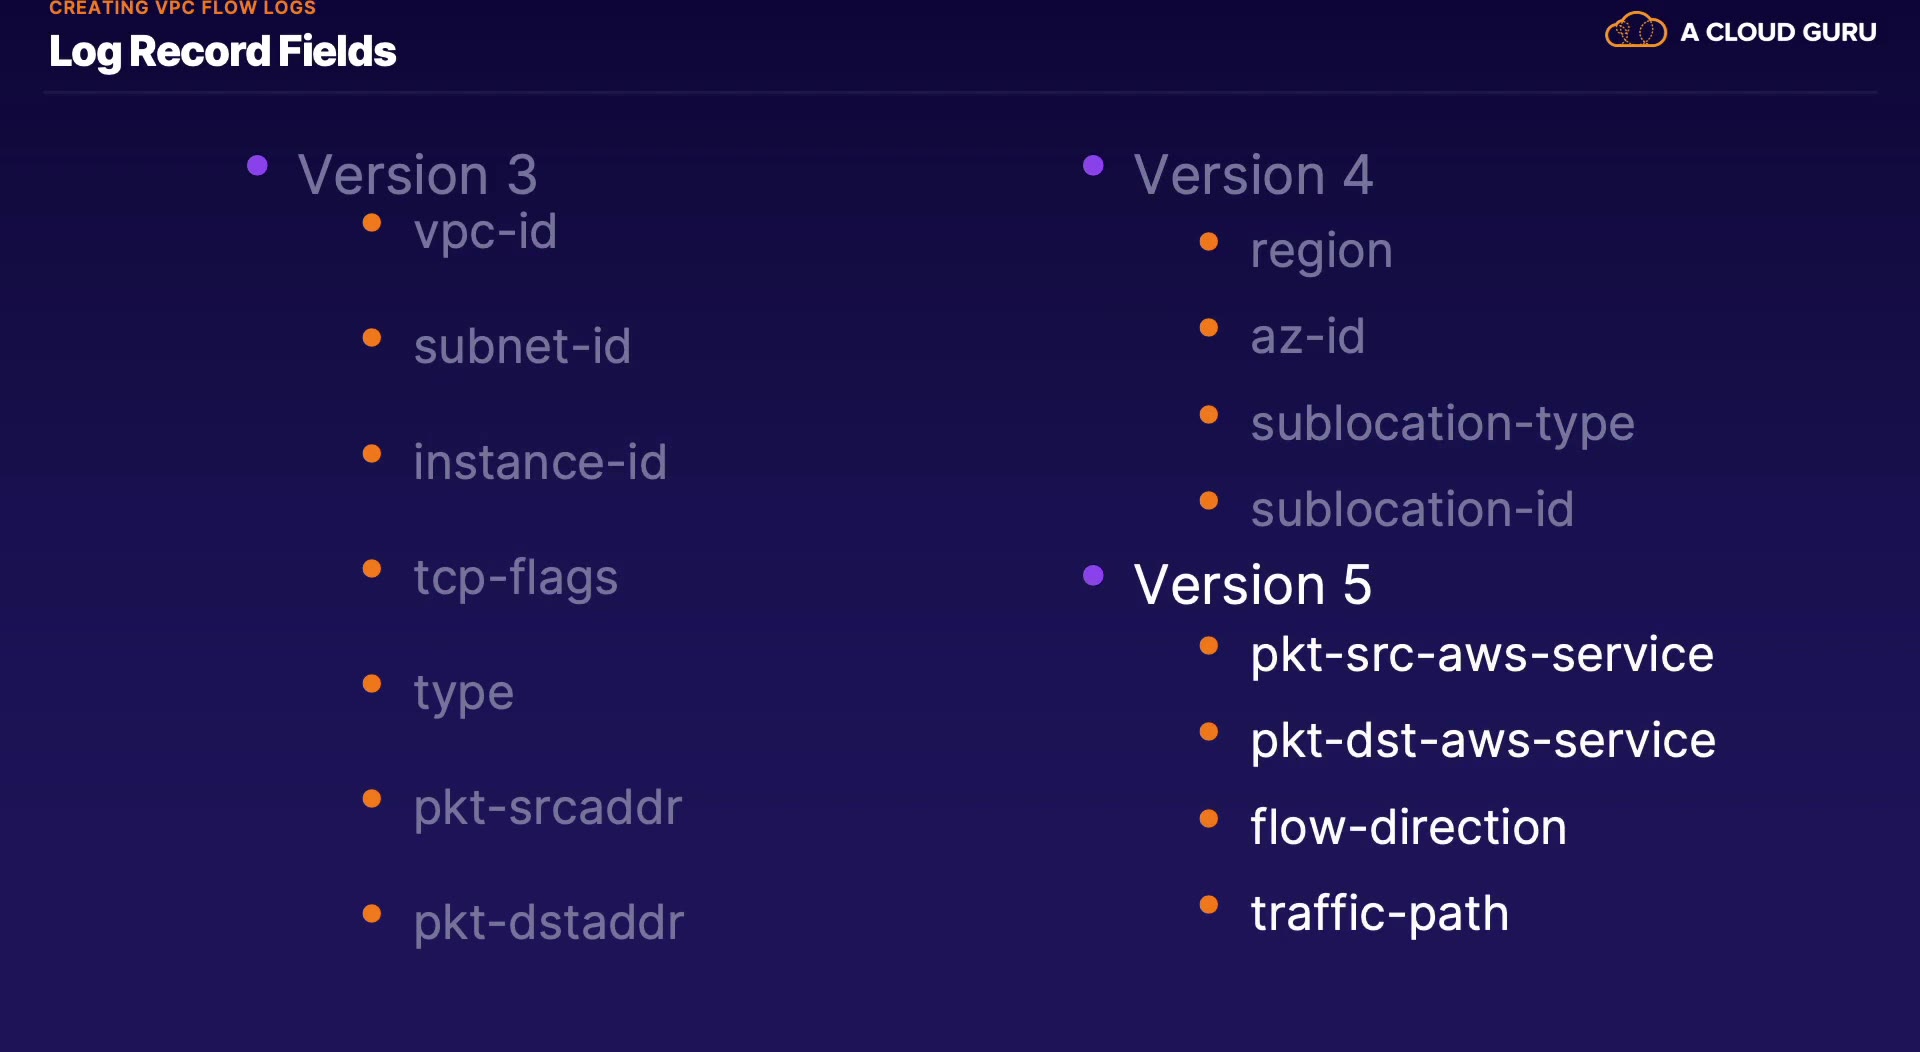 CREATING VPC FLOW LOGS
Log Record Fields
A CLOUD GURU
Version 3
vpc-id
subnet-id
instance-id
tcp-flags
type
pkt-srcaddr
pkt-dstaddr
Version 4
region
az-id
sublocation-type
sublocation-id
Version 5
pkt-src-aws-service
pkt-dst-aws-service
flow-direction
traffic-path